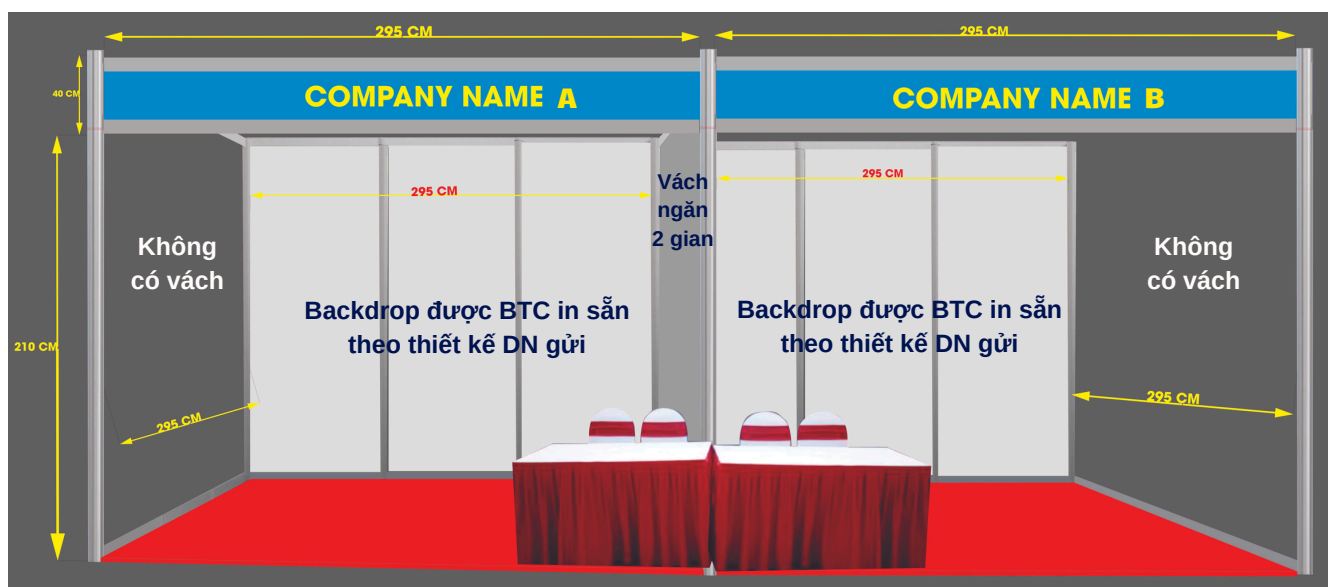 295 CM
295 CM
40 CM
COMPANY NAME A
COMPANY NAME B
295 CM
295 CM
Vách
ngăn
2 gian
Không
có vách
Không
có vách
Backdrop được BTC in sẵn
theo thiết kế DN gửi
Backdrop được BTC in sẵn
theo thiết kế DN gửi
210 CM
295 CM
295 CM